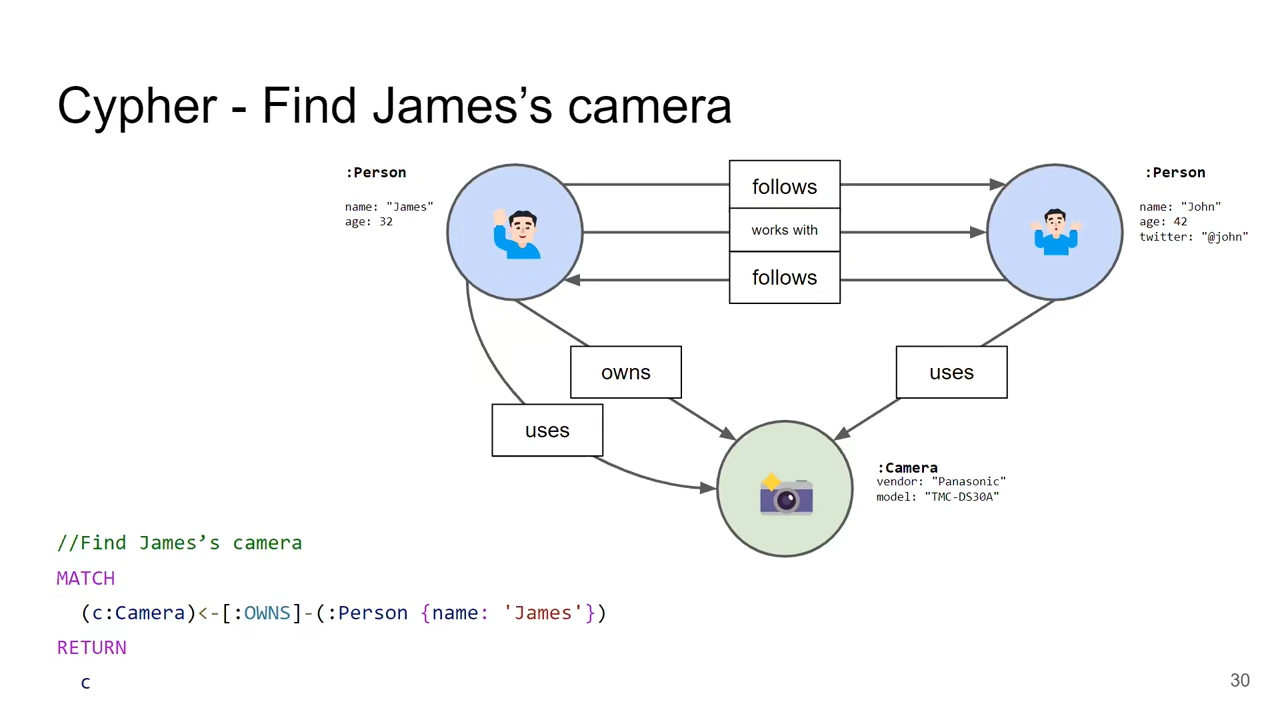 Cypher - Find James’s camera
:Person
name: "James"
age: 32
follows
works with
follows
:Person
name: "John"
age: 42
twitter: "@john"
owns
uses
uses
:Camera
vendor: "Panasonic"
model: "TMC-DS30A"
//Find James’s camera
MATCH
(c:Camera)<-[:OWNS]-(:Person {name: 'James'})
RETURN
c
30